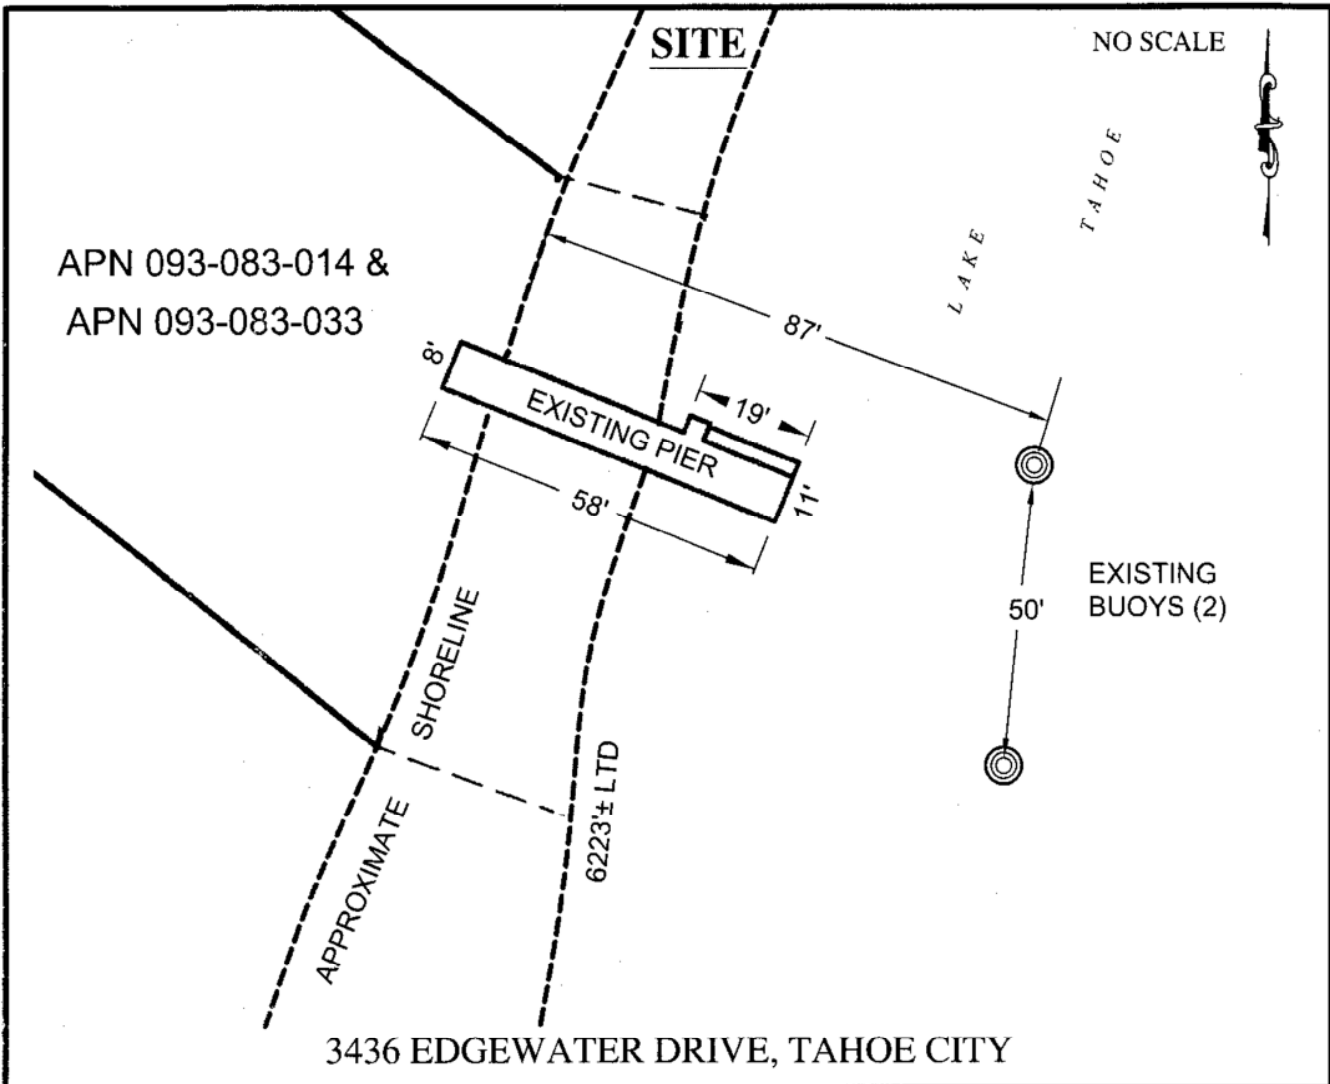 SITE
NO SCALE
LAKE TAHOE
APN 093-083-014 &
APN 093-083-033
87'
8'
EXISTING PIER
19'
11'
58'
50'
EXISTING
BUOYS (2)
APPROXIMATE SHORELINE
6223'± LTD
3436 EDGEWATER DRIVE, TAHOE CITY